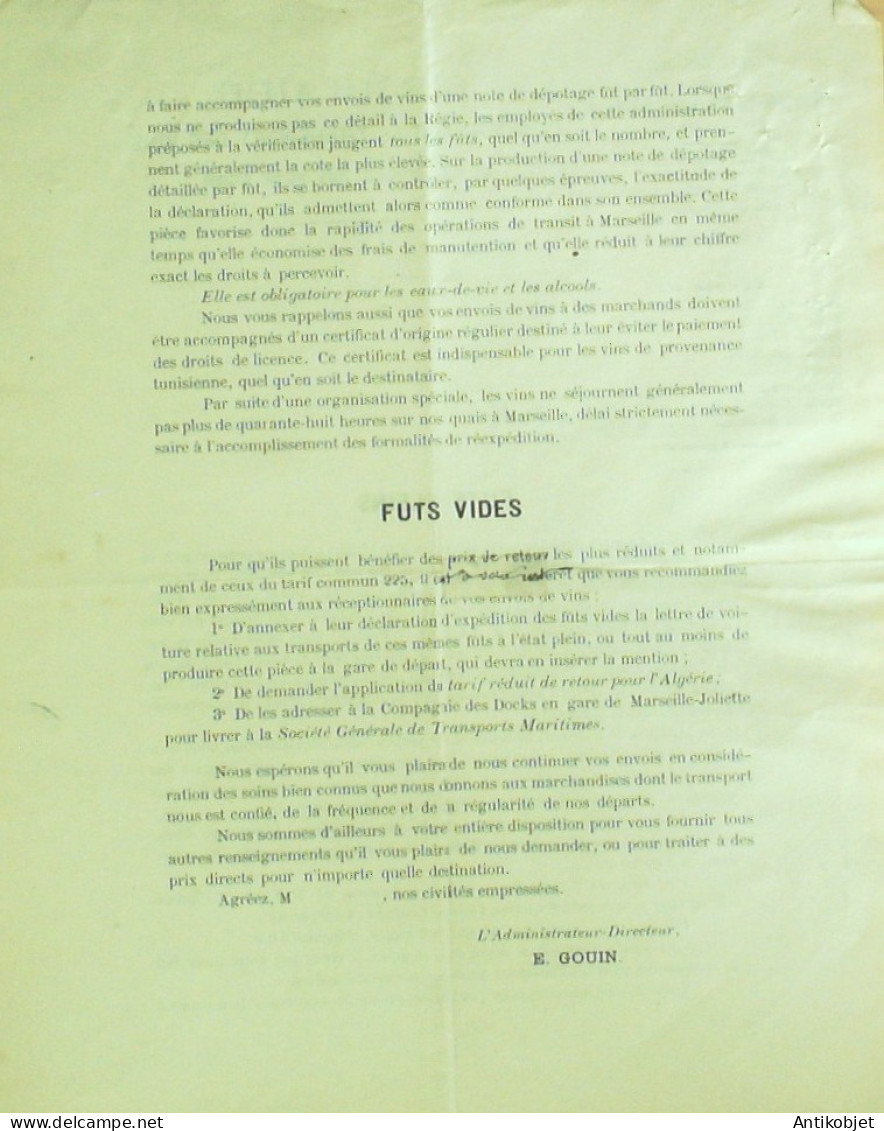 à faire accompagner vos envois de vins d'une note de dépotage fût par fût. Lorsque
nous ne produisons pas ce détail à la Régie, les employés de cette administration
préposés à la vérification jaugent tous les fûts, quel qu'en soit le nombre, et pren-
nent généralement la cote la plus élevée. Sur la production d'une note de dépotage
détaillée par fût, ils se bornent à contrôler, par quelques épreuves, l'exactitude de
la déclaration, qu'ils admettent alors comme conforme dans son ensemble. Cette
pièce favorise donc la rapidité des opérations de transit à Marseille en même
temps qu'elle économise des frais de manutention et qu'elle réduit à leur chiffre
exact les droits à percevoir.
Elle est obligatoire pour les eaux-de-vie et les alcools.
Nous vous rappelons aussi que vos envois de vins à des marchands doivent
être accompagnés d'un certificat d'origine régulier destiné à leur éviter le paiement
des droits de licence. Ce certificat est indispensable pour les vins de provenance
tunisienne, quel qu'en soit le destinataire.
Par suite d'une organisation spéciale, les vins ne séjournent généralement
pas plus de quarante-huit heures sur nos quais à Marseille, délai strictement néces-
saire à l'accomplissement des formalités de réexpédition.
FUTS VIDES
Pour qu'ils puissent bénéficier des prix de retour les plus réduits et notam-
ment de ceux du tarif commun 225, il est intérêt que vous recommandiez
bien expressément aux réceptionnaires de vos envois de vins :
1º D'annexer à leur déclaration d'expédition des fûts vides la lettre de voi-
ture relative aux transports de ces mêmes fûts a l'état plein, ou tout au moins de
produire cette pièce à la gare de départ, qui devra en insérer la mention ;
2º De demander l'application du tarif réduit de retour pour l'Algérie ;
3º De les adresser à la Compagnie des Docks en gare de Marseille-Joliette
pour livrer à la Société Générale de Transports Maritimes.
Nous espérons qu'il vous plaira de nous continuer vos envois en considé-
ration des soins bien connus que nous donnons aux marchandises dont le transport
nous est confié, de la fréquence et de a régularité de nos départs.
Nous sommes d'ailleurs à votre entière disposition pour vous fournir tous
autres renseignements qu'il vous plaira de nous demander, ou pour traiter à des
prix directs pour n'importe quelle destination.
Agréez, M , nos civilités empressées.
L'Administrateur-Directeur,
E. GOUIN.
Antikobjet